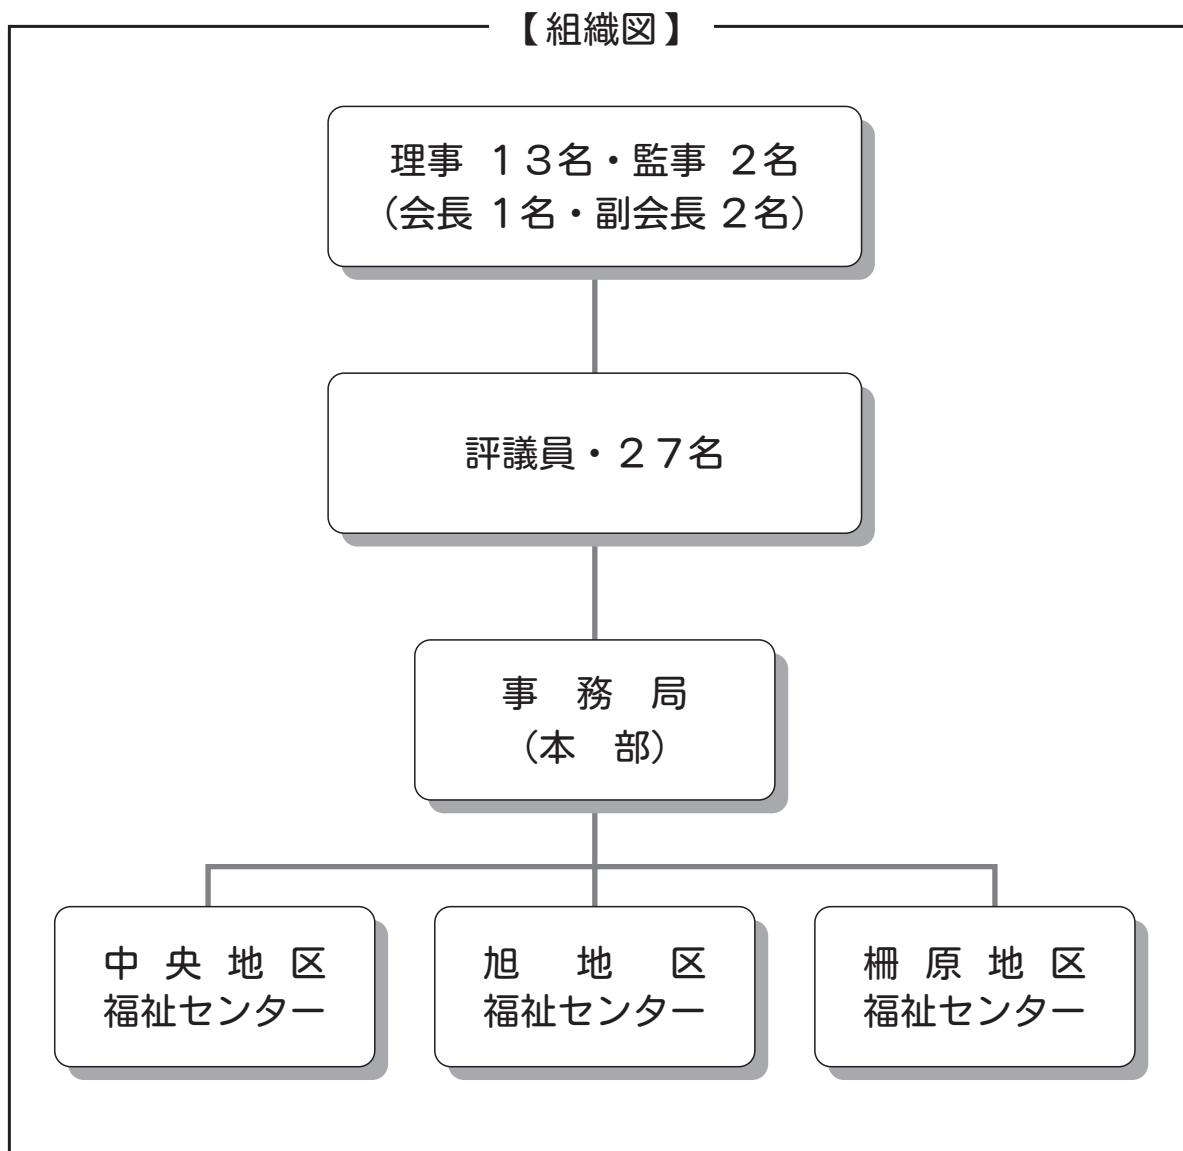 【組織図】
理事 13名・監事 2名
（会長 1名・副会長 2名）
評議員・27名
事 務 局
（本 部）
中 央 地 区
福祉センター
旭 地 区
福祉センター
柵 原 地 区
福祉センター